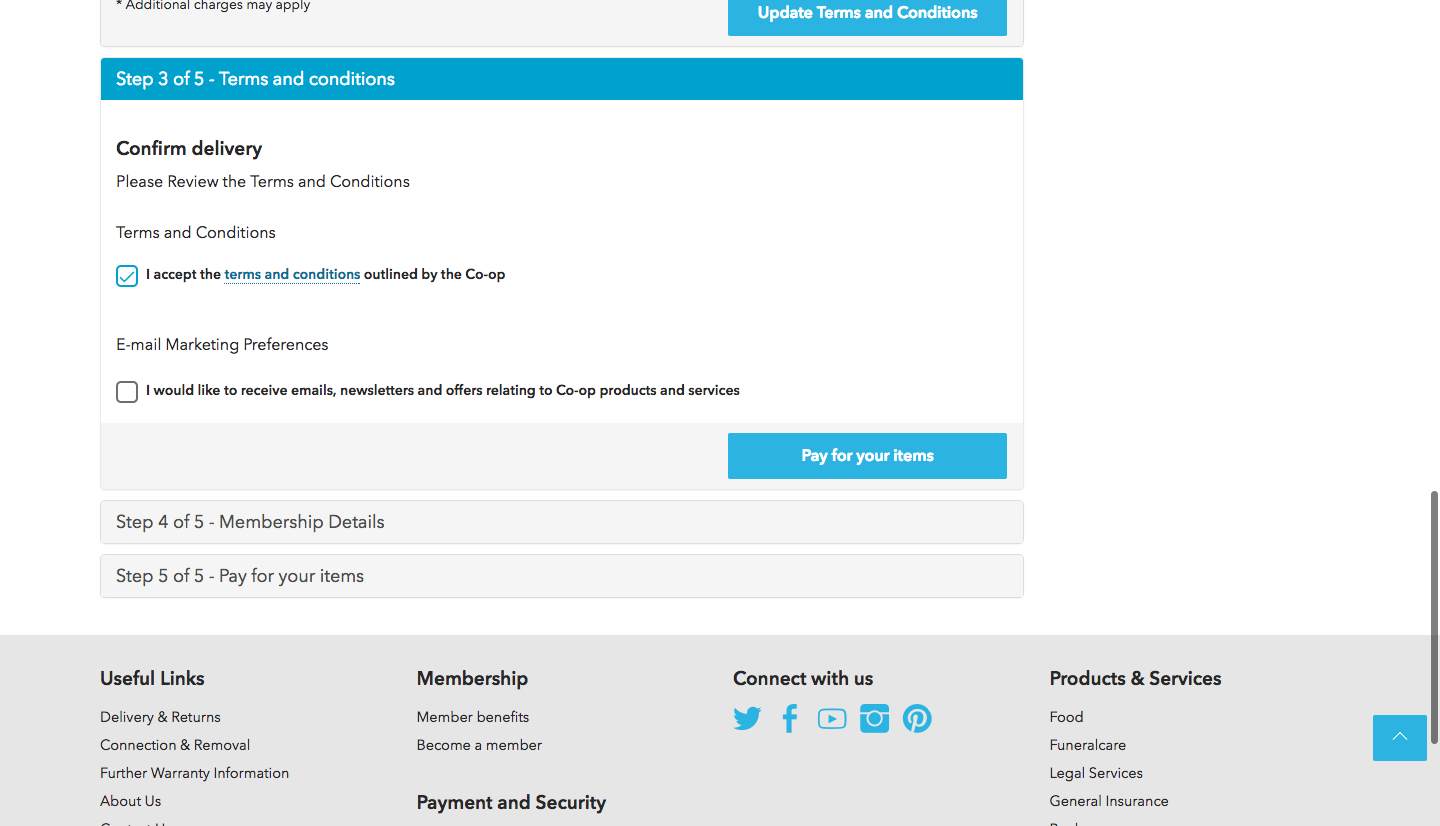 * Additional charges may apply
Update Terms and Conditions
Step 3 of 5 - Terms and conditions
Confirm delivery
Please Review the Terms and Conditions
Terms and Conditions
I accept the terms and conditions outlined by the Co-op
E-mail Marketing Preferences
I would like to receive emails, newsletters and offers relating to Co-op products and services
Pay for your items
Step 4 of 5 - Membership Details
Step 5 of 5 - Pay for your items
Useful Links
Delivery & Returns
Connection & Removal
Further Warranty Information
About Us
Membership
Member benefits
Become a member
Payment and Security
Connect with us
Products & Services
Food
Funeralcare
Legal Services
General Insurance